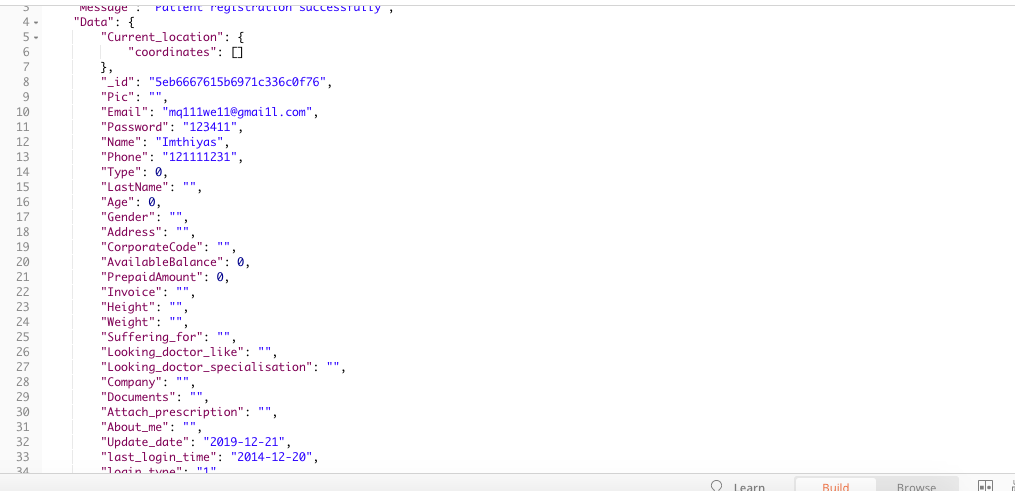 3 "Message": "Patient registration successfully",
4 "Data": {
5 "Current_location": {
6 "coordinates": []
7 },
8 "_id": "5eb6667615b6971c336c0f76",
9 "Pic": "",
10 "Email": "mq111we11@gmai1l.com",
11 "Password": "123411",
12 "Name": "Imthiyas",
13 "Phone": "121111231",
14 "Type": 0,
15 "LastName": "",
16 "Age": 0,
17 "Gender": "",
18 "Address": "",
19 "CorporateCode": "",
20 "AvailableBalance": 0,
21 "PrepaidAmount": 0,
22 "Invoice": "",
23 "Height": "",
24 "Weight": "",
25 "Suffering_for": "",
26 "Looking_doctor_like": "",
27 "Looking_doctor_specialisation": "",
28 "Company": "",
29 "Documents": "",
30 "Attach_prescription": "",
31 "About_me": "",
32 "Update_date": "2019-12-21",
33 "last_login_time": "2014-12-20",
34 "login_type": "1"
Learn Build Browse